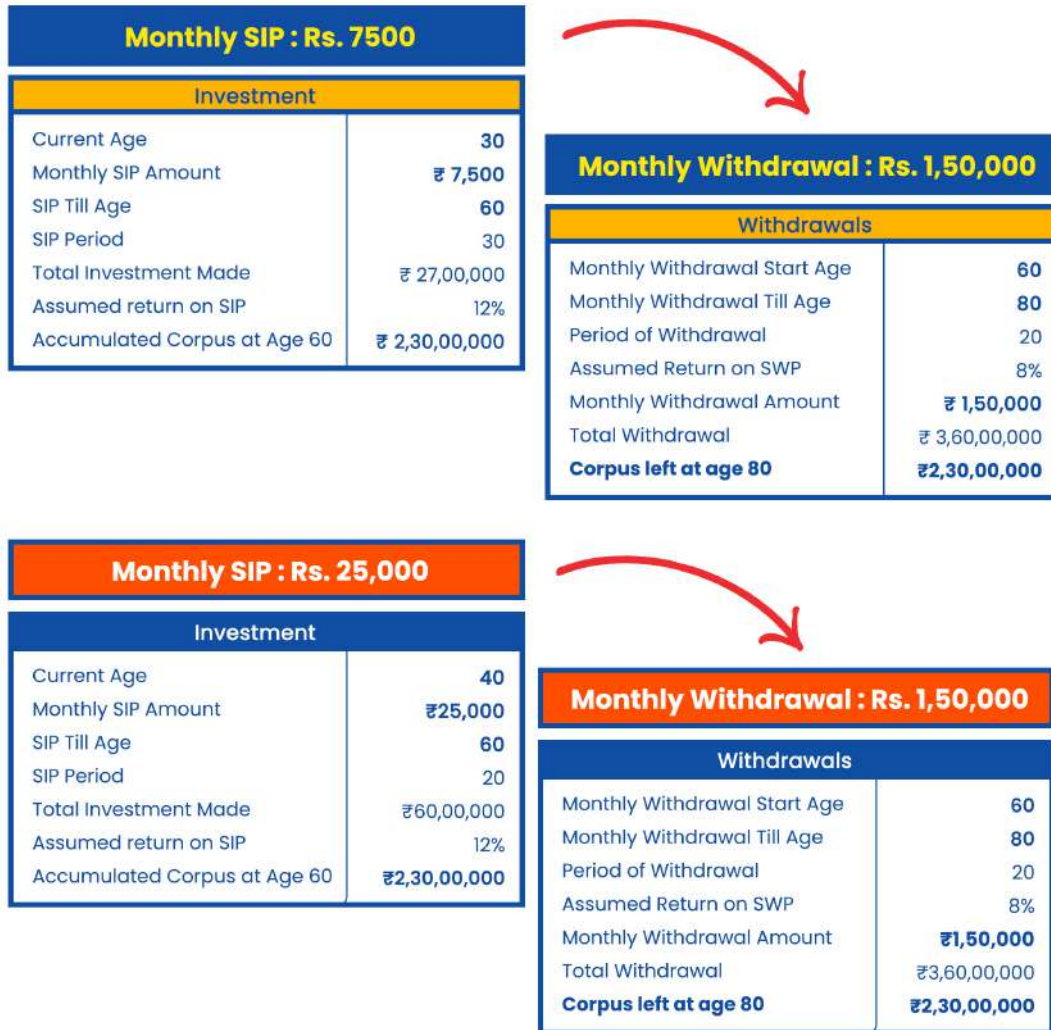 Monthly SIP : Rs. 7500
Investment
Current Age 30
Monthly SIP Amount ₹ 7,500
SIP Till Age 60
SIP Period 30
Total Investment Made ₹ 27,00,000
Assumed return on SIP 12%
Accumulated Corpus at Age 60 ₹ 2,30,00,000
Monthly Withdrawal : Rs. 1,50,000
Withdrawals
Monthly Withdrawal Start Age 60
Monthly Withdrawal Till Age 80
Period of Withdrawal 20
Assumed Return on SWP 8%
Monthly Withdrawal Amount ₹ 1,50,000
Total Withdrawal ₹ 3,60,00,000
Corpus left at age 80 ₹2,30,00,000
Monthly SIP : Rs. 25,000
Investment
Current Age 40
Monthly SIP Amount ₹25,000
SIP Till Age 60
SIP Period 20
Total Investment Made ₹60,00,000
Assumed return on SIP 12%
Accumulated Corpus at Age 60 ₹2,30,00,000
Monthly Withdrawal : Rs. 1,50,000
Withdrawals
Monthly Withdrawal Start Age 60
Monthly Withdrawal Till Age 80
Period of Withdrawal 20
Assumed Return on SWP 8%
Monthly Withdrawal Amount ₹1,50,000
Total Withdrawal ₹3,60,00,000
Corpus left at age 80 ₹2,30,00,000